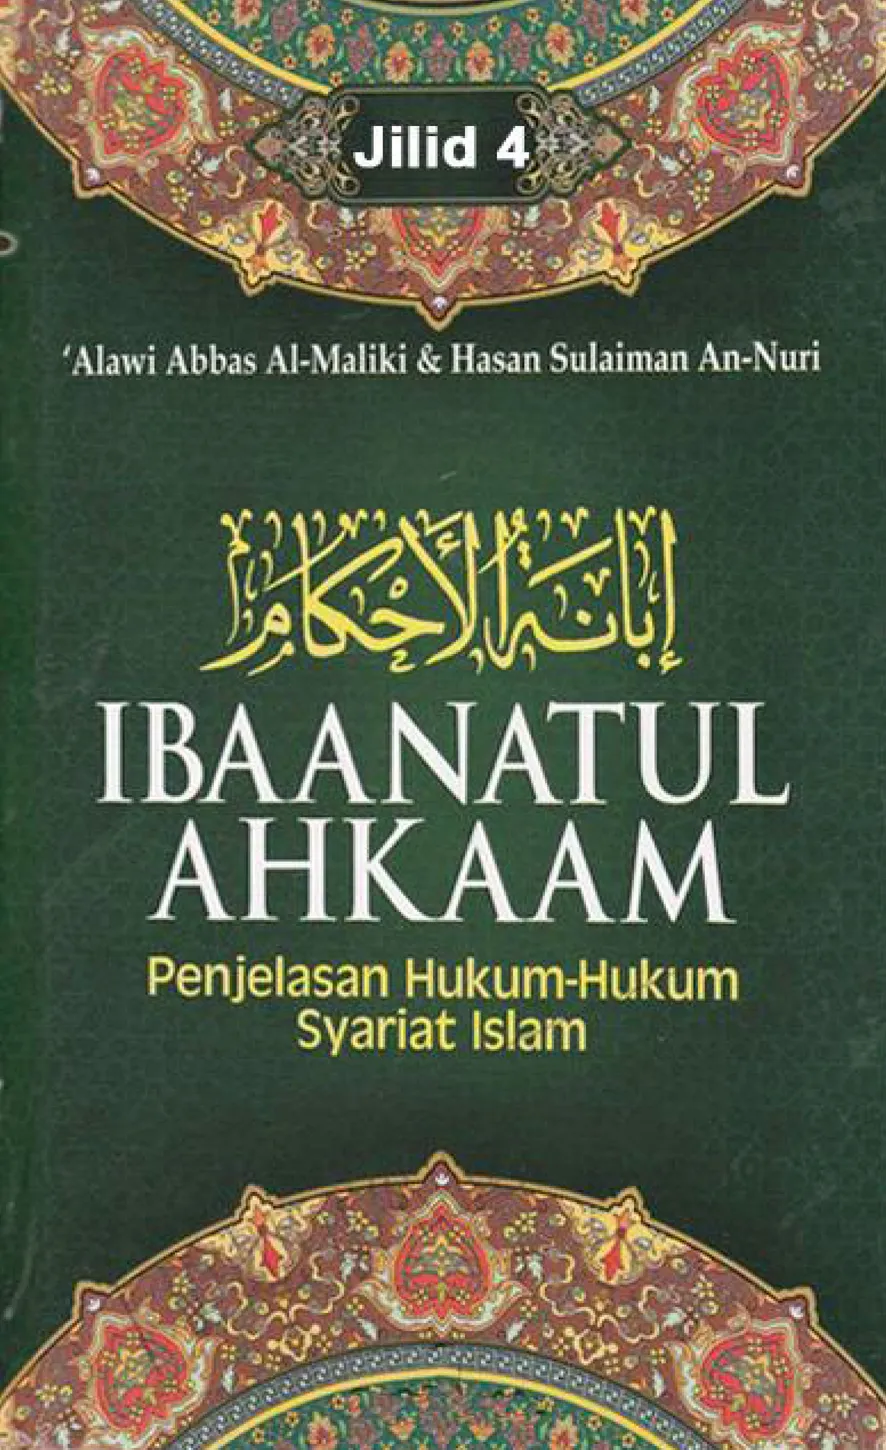 Jilid 4
‘Alawi Abbas Al-Maliki & Hasan Sulaiman An-Nuri
إبانة الأحكام
IBAANATUL
AHKAAM
Penjelasan Hukum-Hukum
Syariat Islam